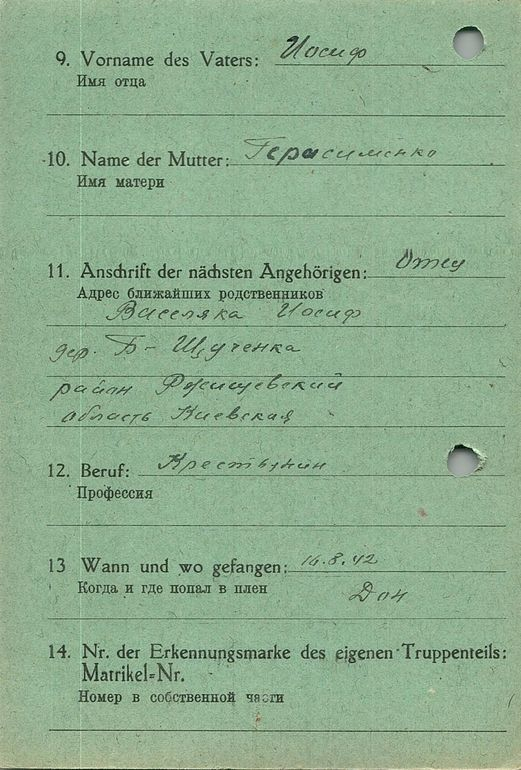 9. Vorname des Vaters: Иосиф
Имя отца
10. Name der Mutter: Герасименко
Имя матери
11. Anschrift der nächsten Angehörigen: Отец
Адрес ближайших родственников
Василяка Иосиф
дер. Б-Щученка
район Ржищевский
область Киевская
12. Beruf: Крестьянин
Профессия
13 Wann und wo gefangen: 16.8.42
Когда и где попал в плен Дон
14. Nr. der Erkennungsmarke des eigenen Truppenteils:
Matrikel-Nr.
Номер в собственной части